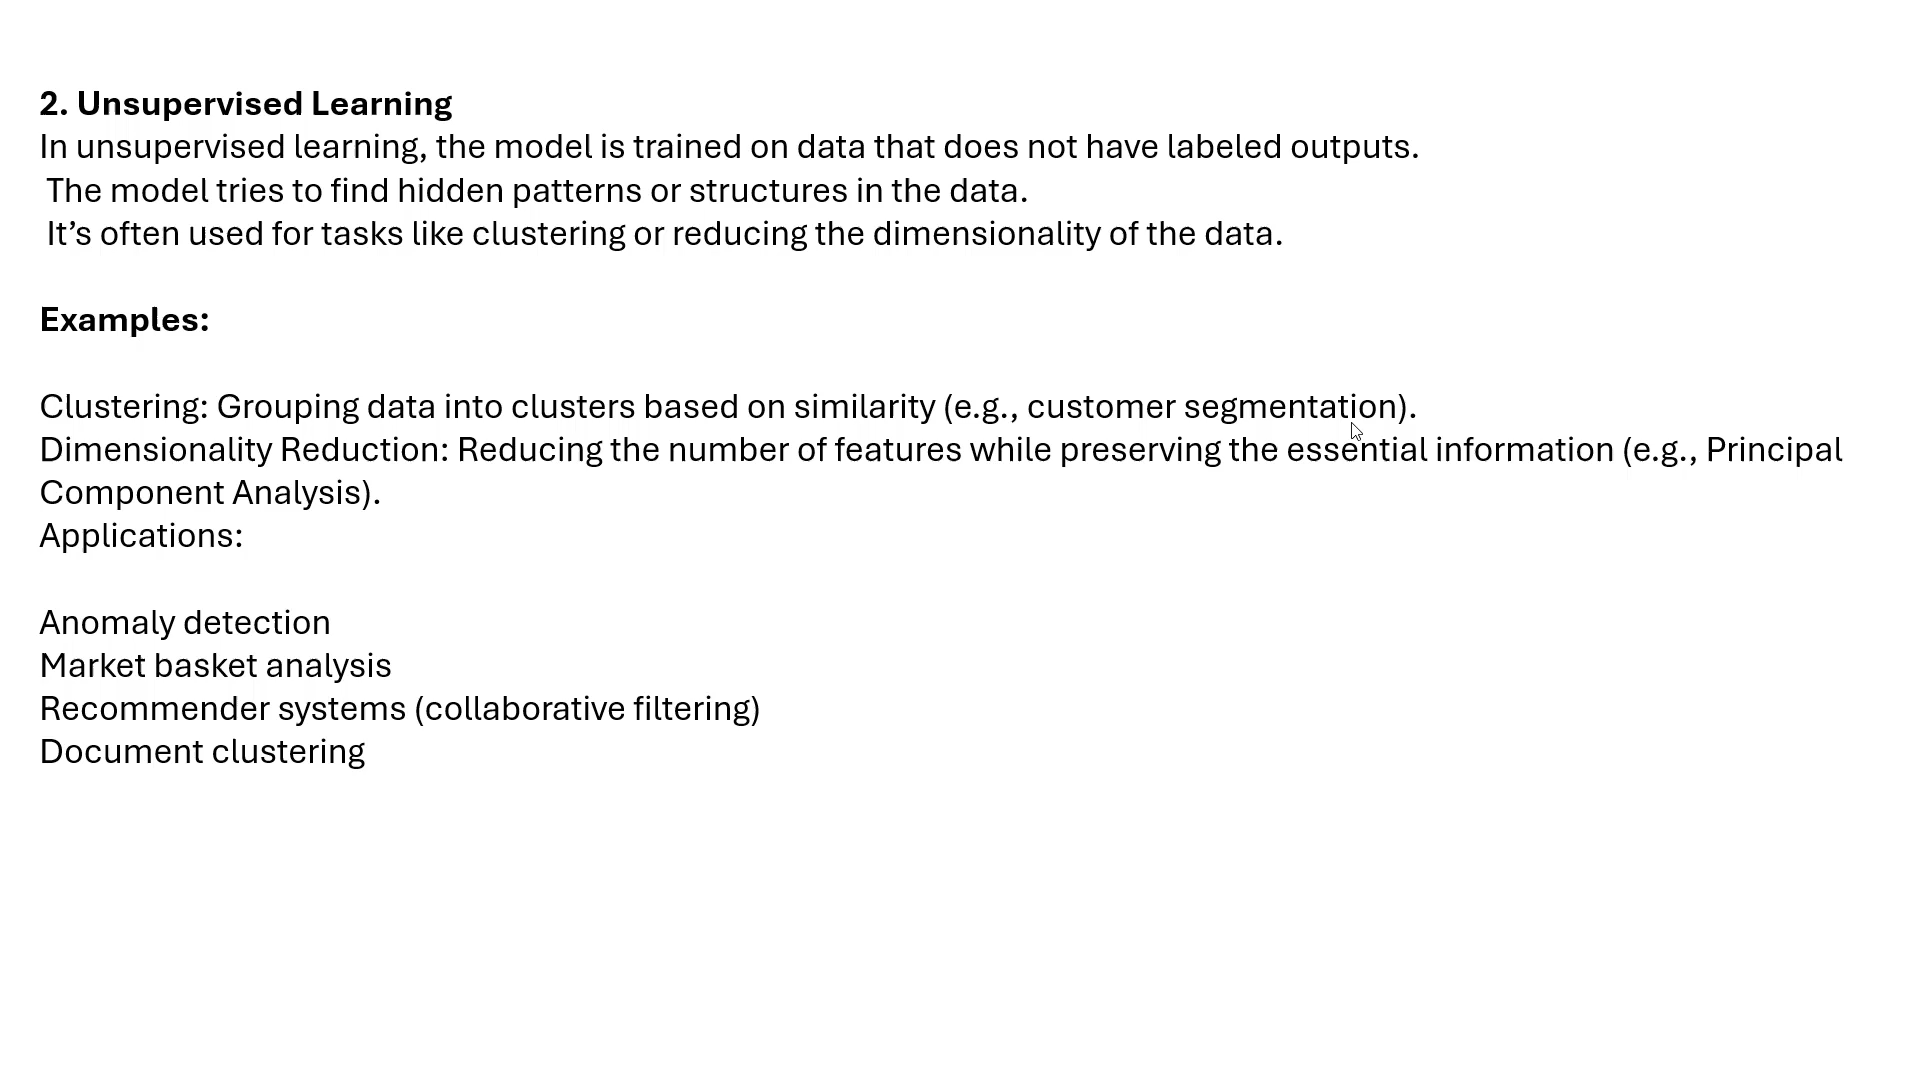 2. Unsupervised Learning
In unsupervised learning, the model is trained on data that does not have labeled outputs.
The model tries to find hidden patterns or structures in the data.
It’s often used for tasks like clustering or reducing the dimensionality of the data.
Examples:
Clustering: Grouping data into clusters based on similarity (e.g., customer segmentation).
Dimensionality Reduction: Reducing the number of features while preserving the essential information (e.g., Principal
Component Analysis).
Applications:
Anomaly detection
Market basket analysis
Recommender systems (collaborative filtering)
Document clustering